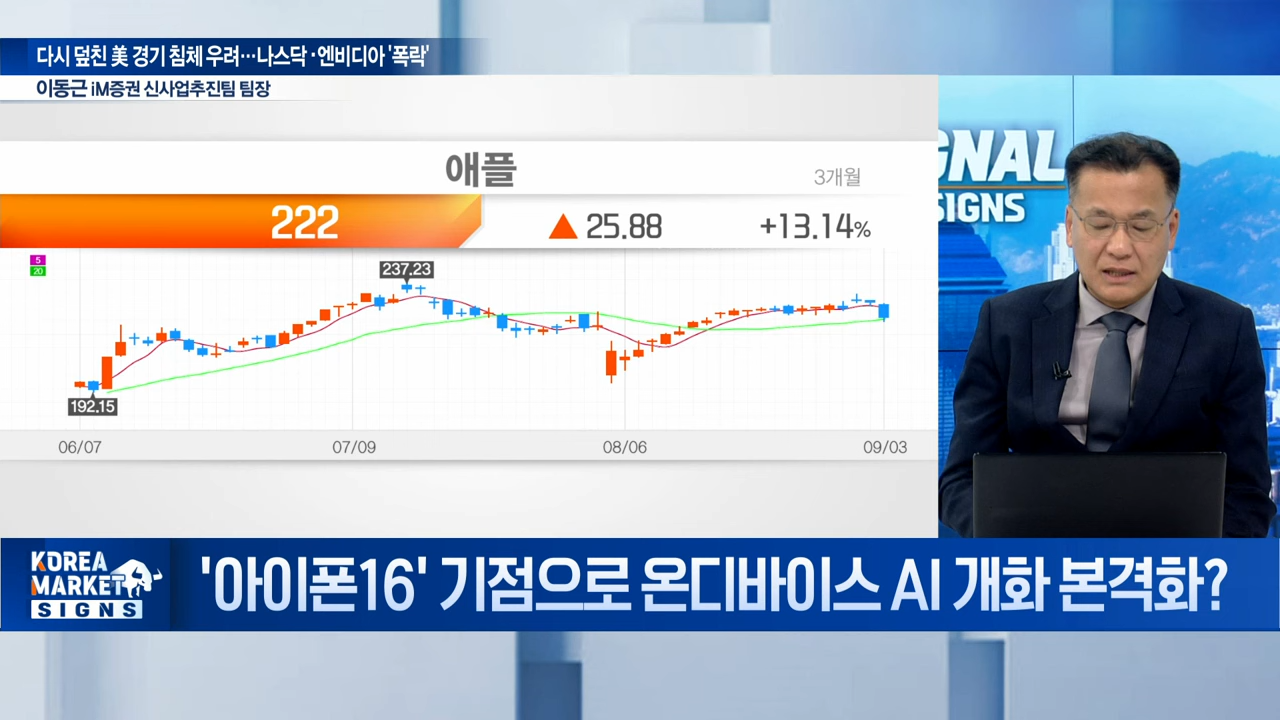 다시 덮친 美 경기 침체 우려…나스닥·엔비디아 '폭락'
이동근 iM증권 신사업추진팀 팀장
애플
3개월
222
▲ 25.88
+13.14%
5
20
237.23
192.15
06/07
07/09
08/06
09/03
GNAL
SIGNS
KOREA
MARKET
SIGNS
'아이폰16' 기점으로 온디바이스 AI 개화 본격화?